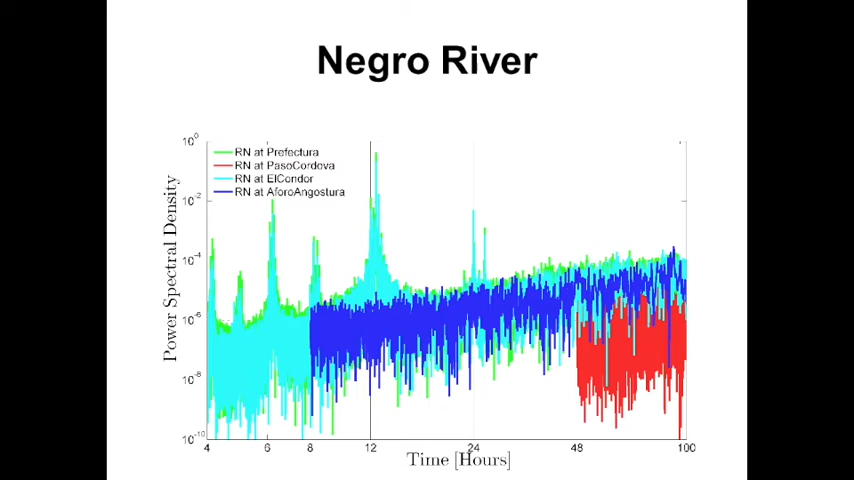 Negro River
10^0
RN at Prefectura
RN at PasoCordova
RN at ElCondor
RN at AforoAngostura
10^-2
10^-4
10^-6
10^-8
10^-10
Power Spectral Density
4 6 8 12 24 48 100
Time [Hours]